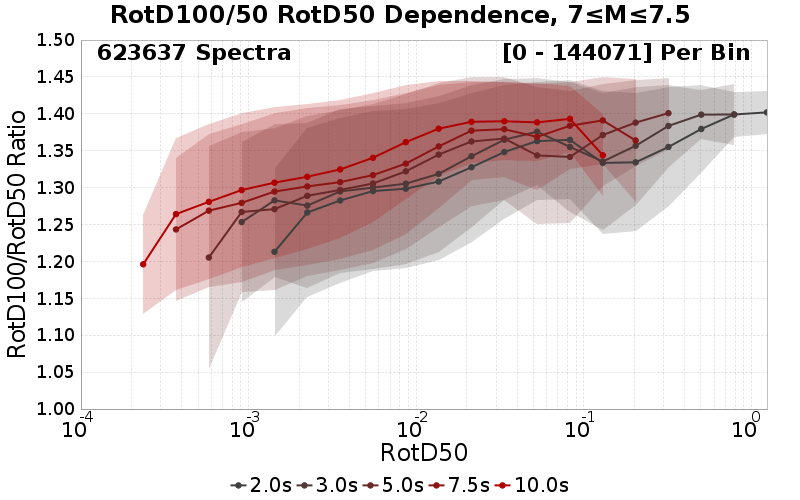 RotD100/50 RotD50 Dependence, 7≤M≤7.5
623637 Spectra
[0 - 144071] Per Bin
RotD100/RotD50 Ratio
1.50
1.45
1.40
1.35
1.30
1.25
1.20
1.15
1.10
1.05
1.00
10^-4 10^-3 10^-2 10^-1 10^0
RotD50
2.0s 3.0s 5.0s 7.5s 10.0s